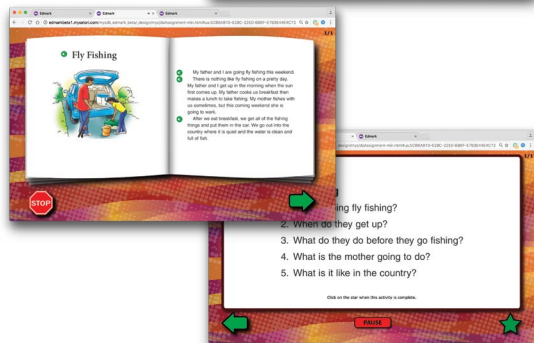 Edmark
Edmark
Edmark
1/1
Fly Fishing
My father and I are going fly fishing this weekend.
There is nothing like fly fishing on a pretty day.
My father and I get up in the morning when the sun
first comes up. My father cooks us breakfast then
makes a lunch to take fishing. My mother fishes with
us sometimes, but this coming weekend she is
going to work.
After we eat breakfast, we get all of the fishing
things and put them in the car. We go out into the
country where it is quiet and the water is clean and
full of fish.
STOP
Edmark
1/1
ing fly fishing?
2. When do they get up?
3. What do they do before they go fishing?
4. What is the mother going to do?
5. What is it like in the country?
Click on the star when this activity is complete.
PAUSE